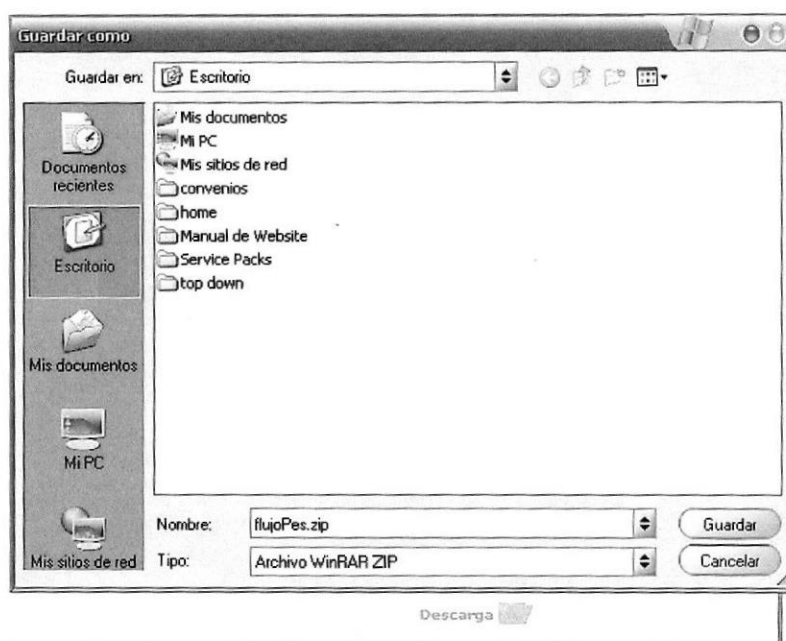 Guardar como
Guardar en:
Escritorio
Documentos
recientes
Escritorio
Mis documentos
Mi PC
Mis sitios de red
Mis documentos
Mi PC
Mis sitios de red
convenios
home
Manual de Website
Service Packs
top down
Nombre:
flujoPes.zip
Guardar
Tipo:
Archivo WinRAR ZIP
Cancelar
Descarga